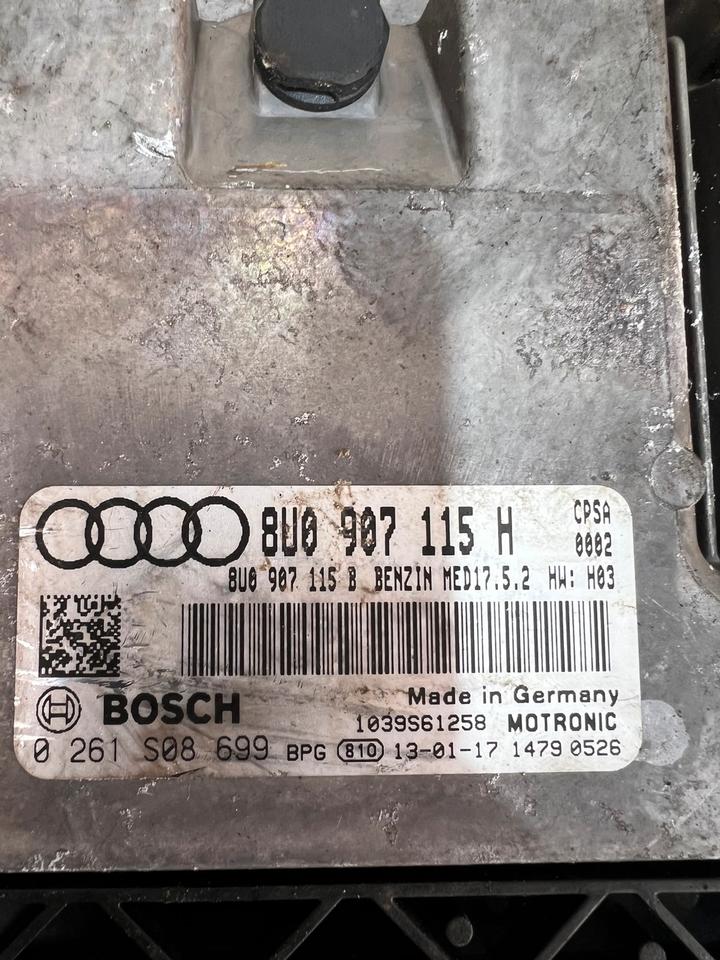 8U0 907 115 H
CPSA
0002
8U0 907 115 B BENZIN MED17.5.2 HW: H03
BOSCH
Made in Germany
1039S61258 MOTRONIC
0 261 S08 699 BPG 810 13-01-17 1479 0526